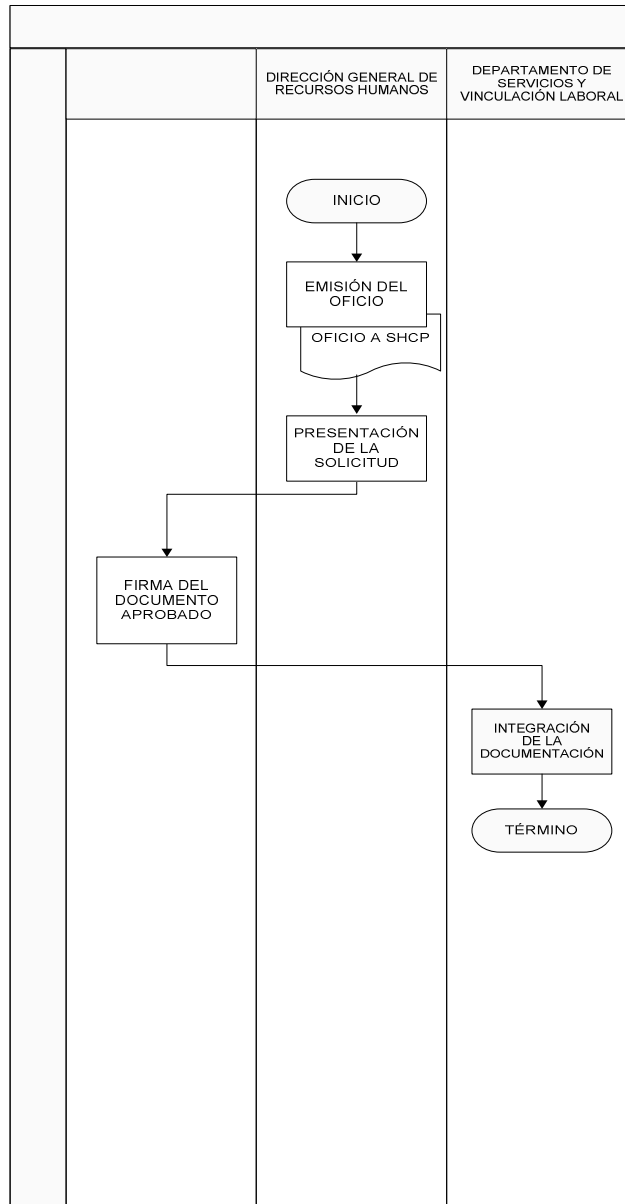 DIRECCIÓN GENERAL DE
RECURSOS HUMANOS
DEPARTAMENTO DE
SERVICIOS Y
VINCULACIÓN LABORAL
INICIO
EMISIÓN DEL
OFICIO
OFICIO A SHCP
PRESENTACIÓN
DE LA
SOLICITUD
FIRMA DEL
DOCUMENTO
APROBADO
INTEGRACIÓN
DE LA
DOCUMENTACIÓN
TÉRMINO